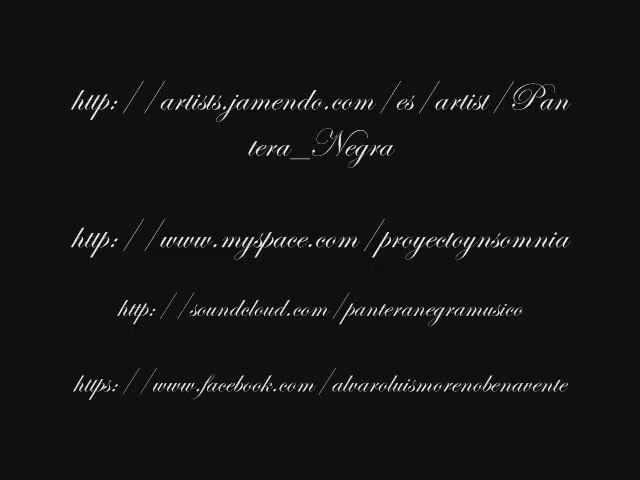 http://artists.jamendo.com/es/artist/Pan
tera_Negra
http://www.myspace.com/proyectoynsomnia
http://soundcloud.com/panteranegramusico
https://www.facebook.com/alvaroluismorenobenavente